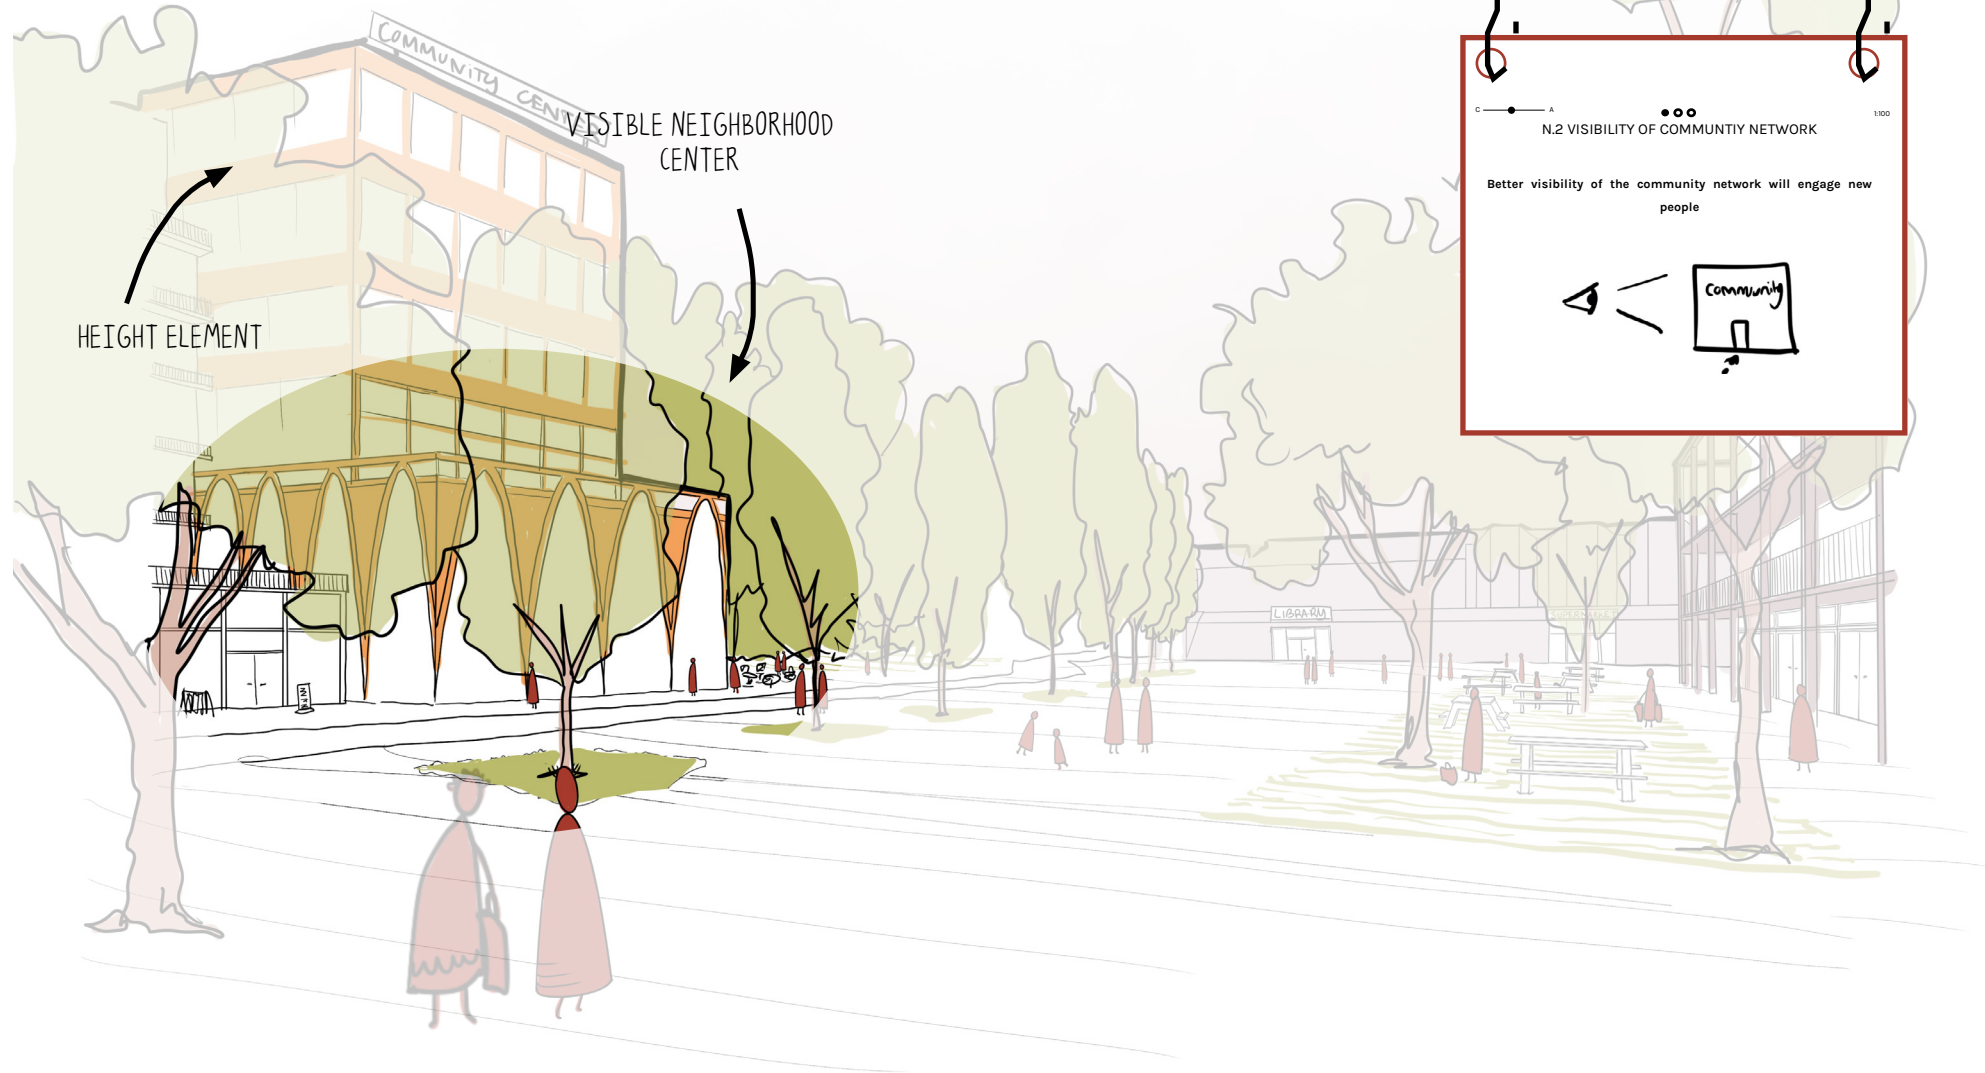 COMMUNITY CENTER
VISIBLE NEIGHBORHOOD
CENTER
HEIGHT ELEMENT
C
A
1:100
N.2 VISIBILITY OF COMMUNTIY NETWORK
Better visibility of the community network will engage new
people
Community
LIBRARY